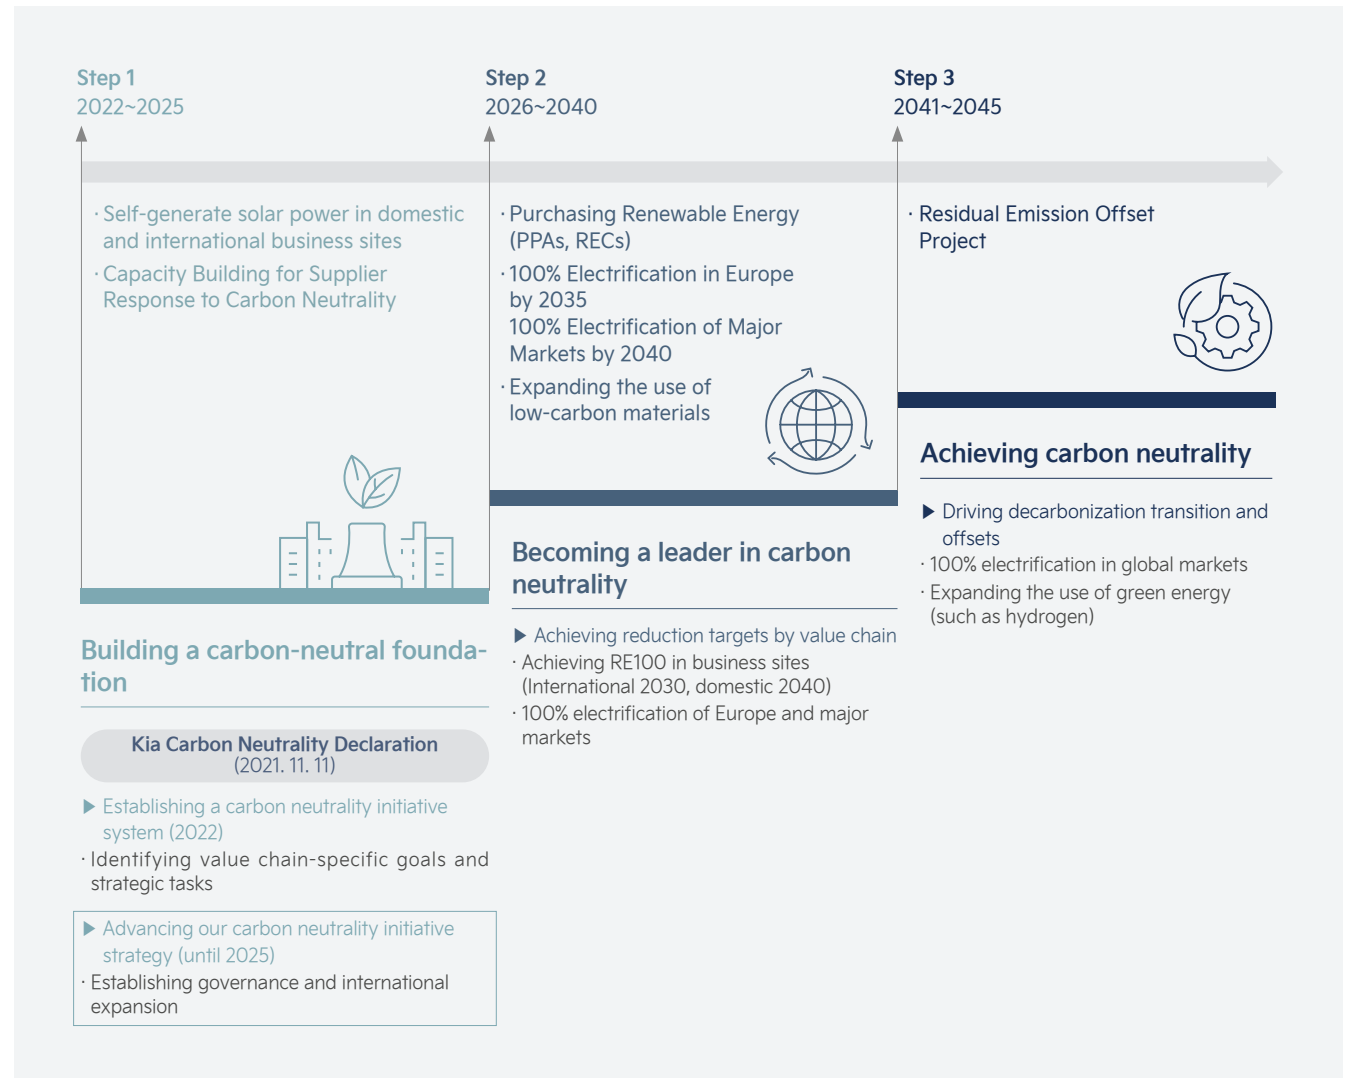 Step 1
2022~2025
· Self-generate solar power in domestic
and international business sites
· Capacity Building for Supplier
Response to Carbon Neutrality
Building a carbon-neutral founda-
tion
Kia Carbon Neutrality Declaration
(2021. 11. 11)
▶ Establishing a carbon neutrality initiative
system (2022)
· Identifying value chain-specific goals and
strategic tasks
▶ Advancing our carbon neutrality initiative
strategy (until 2025)
· Establishing governance and international
expansion
Step 2
2026~2040
· Purchasing Renewable Energy
(PPAs, RECs)
· 100% Electrification in Europe
by 2035
100% Electrification of Major
Markets by 2040
· Expanding the use of
low-carbon materials
Becoming a leader in carbon
neutrality
▶ Achieving reduction targets by value chain
· Achieving RE100 in business sites
(International 2030, domestic 2040)
· 100% electrification of Europe and major
markets
Step 3
2041~2045
· Residual Emission Offset
Project
Achieving carbon neutrality
▶ Driving decarbonization transition and
offsets
· 100% electrification in global markets
· Expanding the use of green energy
(such as hydrogen)